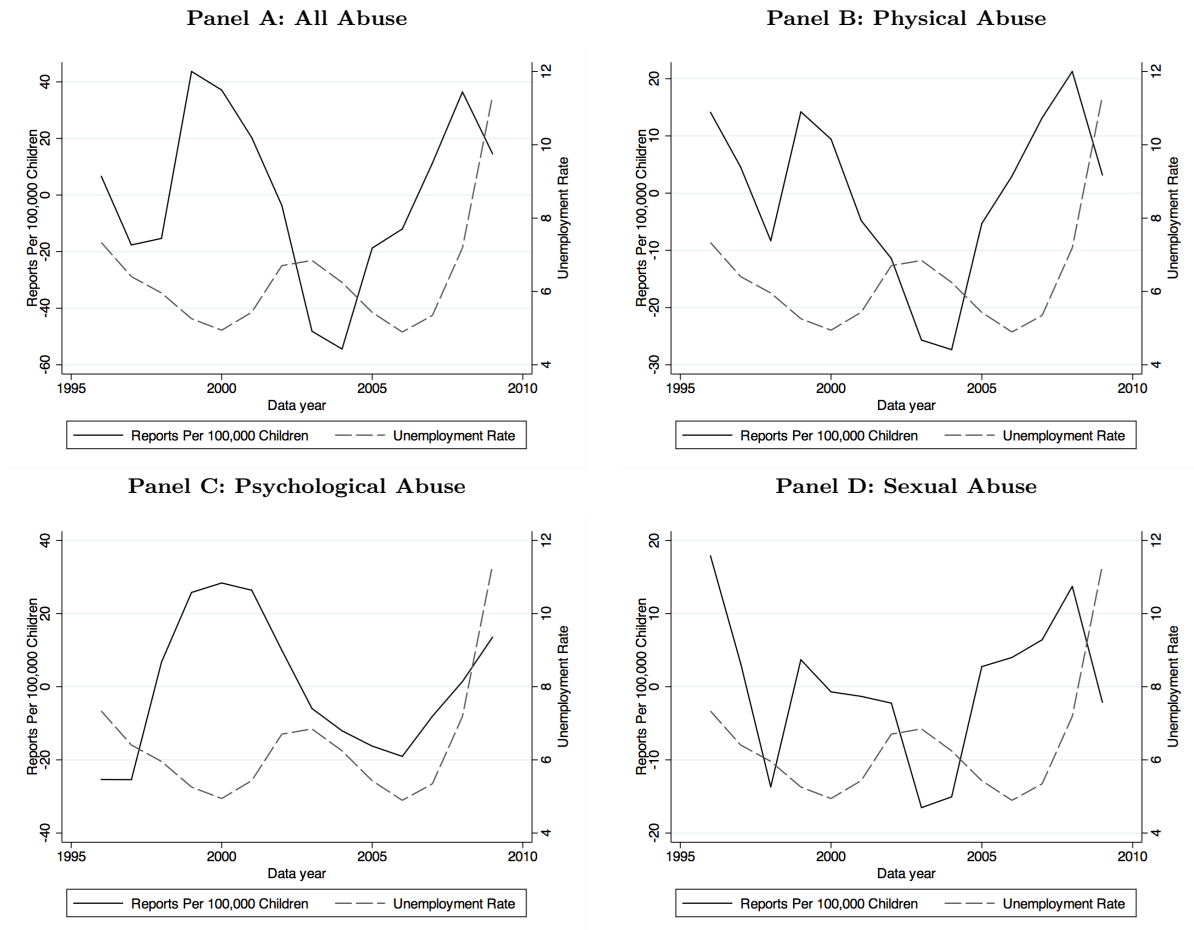 Panel A: All Abuse
Reports Per 100,000 Children
40
20
0
-20
-40
-60
12
10
8
6
4
Unemployment Rate
1995 2000 2005 2010
Data year
Reports Per 100,000 Children Unemployment Rate
Panel B: Physical Abuse
Reports Per 100,000 Children
20
10
0
-10
-20
-30
12
10
8
6
4
Unemployment Rate
1995 2000 2005 2010
Data year
Reports Per 100,000 Children Unemployment Rate
Panel C: Psychological Abuse
Reports Per 100,000 Children
40
20
0
-20
-40
12
10
8
6
4
Unemployment Rate
1995 2000 2005 2010
Data year
Reports Per 100,000 Children Unemployment Rate
Panel D: Sexual Abuse
Reports Per 100,000 Children
20
10
0
-10
-20
12
10
8
6
4
Unemployment Rate
1995 2000 2005 2010
Data year
Reports Per 100,000 Children Unemployment Rate